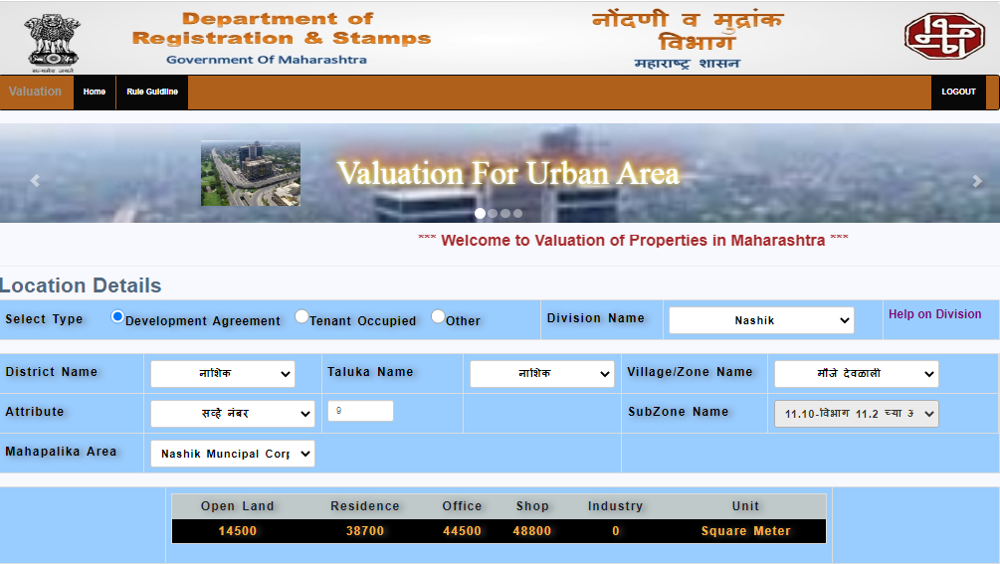 Department of
Registration & Stamps
Government Of Maharashtra
नोंदणी व मुद्रांक
विभाग
महाराष्ट्र शासन
सत्यमेव जयते
Valuation Home Rule Guidline LOGOUT
Valuation For Urban Area
*** Welcome to Valuation of Properties in Maharashtra ***
Location Details
Select Type Development Agreement Tenant Occupied Other Division Name Nashik Help on Division
District Name नाशिक Taluka Name नाशिक Village/Zone Name मौजे देवळाली
Attribute सर्व्हे नंबर 9 SubZone Name 11.10-विभाग 11.2 च्या
Mahapalika Area Nashik Muncipal Corp
Open Land Residence Office Shop Industry Unit
14500 38700 44500 48800 0 Square Meter